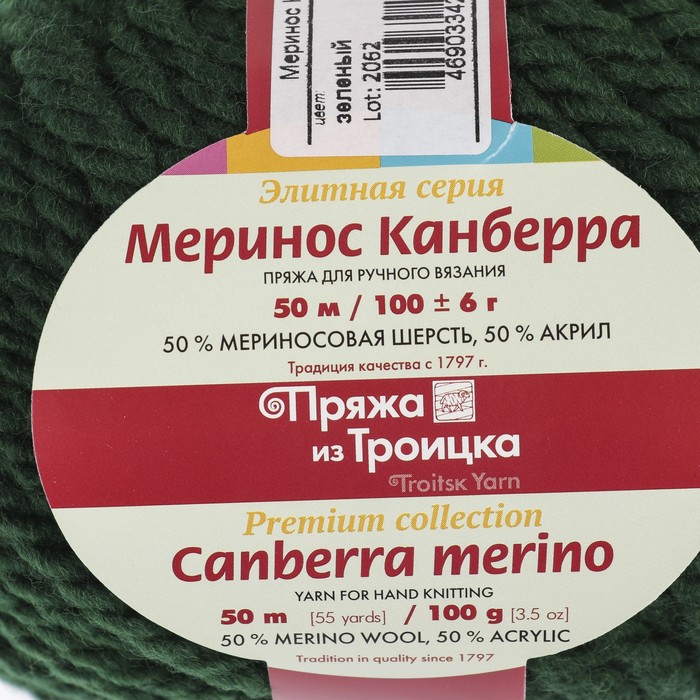 Меринос
цвет:
зеленый
Lot: 2062
46903342
Элитная серия
Меринос Канберра
ПРЯЖА ДЛЯ РУЧНОГО ВЯЗАНИЯ
50 м / 100 ± 6 г
50 % МЕРИНОСОВАЯ ШЕРСТЬ, 50 % АКРИЛ
Традиция качества с 1797 г.
Пряжа
из Троицка
Troitsk Yarn
Premium collection
Canberra merino
YARN FOR HAND KNITTING
50 m [55 yards] / 100 g [3.5 oz]
50 % MERINO WOOL, 50 % ACRYLIC
Tradition in quality since 1797